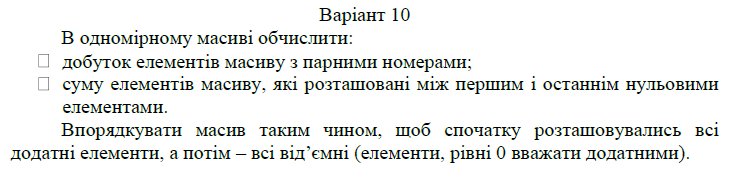 Варіант 10
В одномірному масиві обчислити:
добуток елементів масиву з парними номерами;
суму елементів масиву, які розташовані між першим і останнім нульовими
елементами.
Впорядкувати масив таким чином, щоб спочатку розташовувались всі
додатні елементи, а потім – всі від’ємні (елементи, рівні 0 вважати додатними).